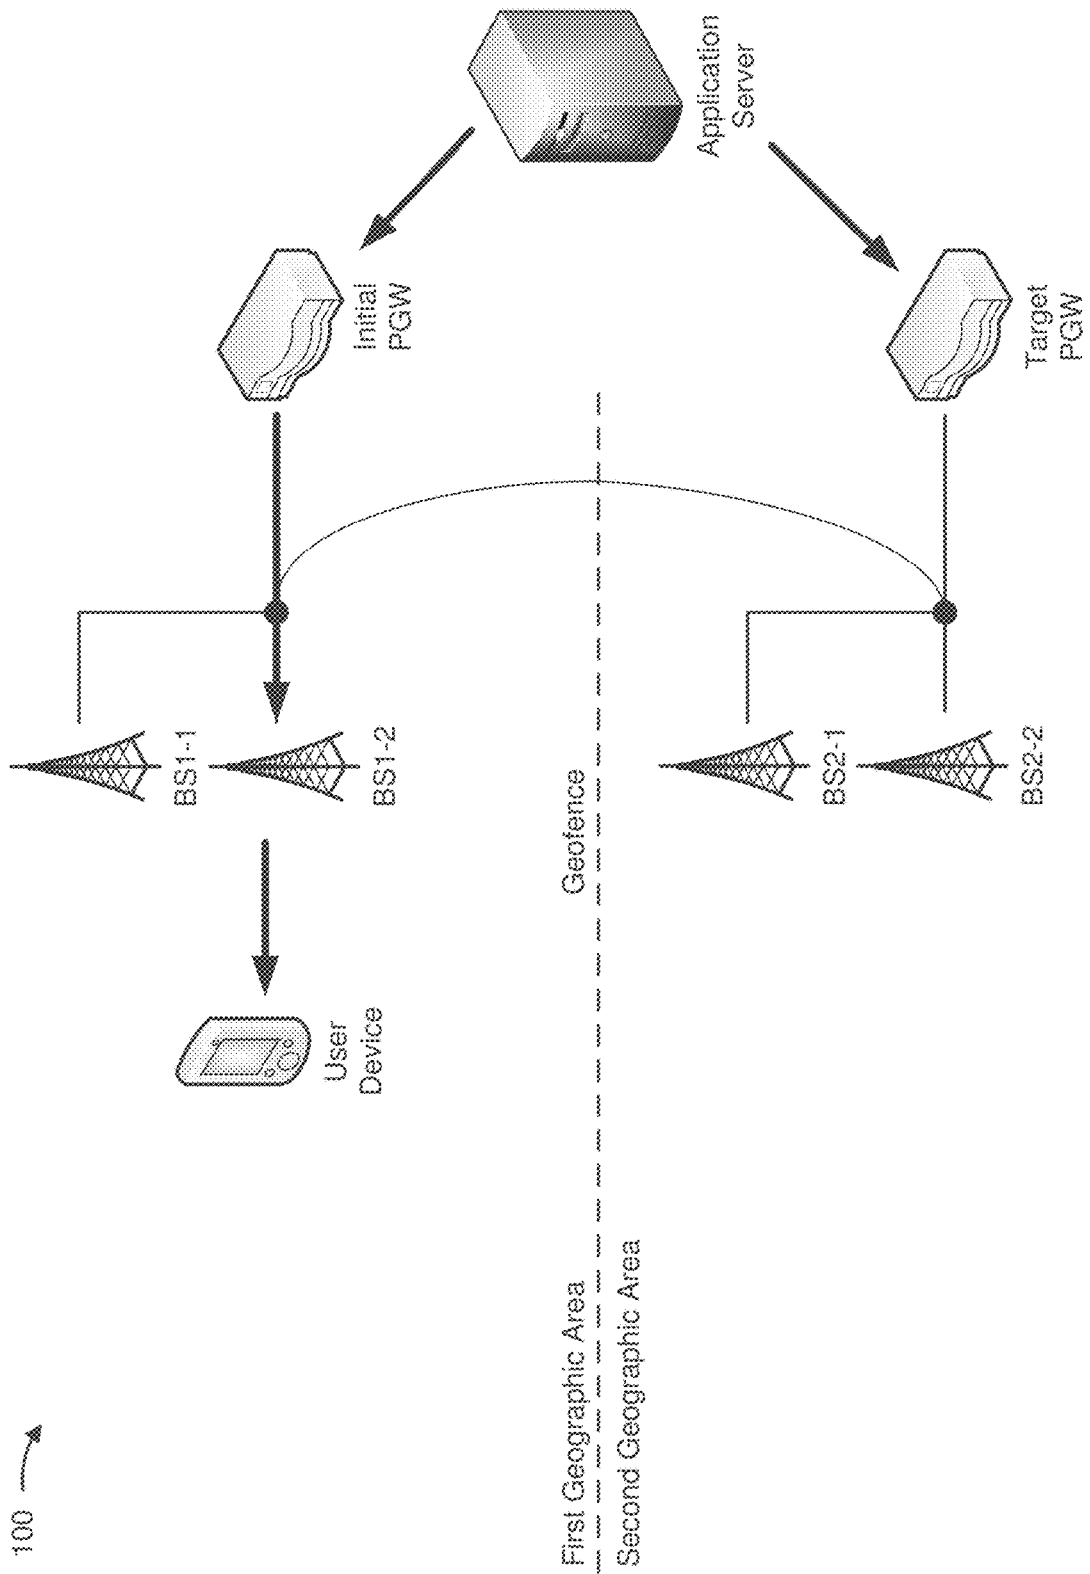 100
User
Device
BS1-1
BS1-2
Initial
PGW
First Geographic Area
Geofence
Second Geographic Area
BS2-1
BS2-2
Target
PGW
Application
Server